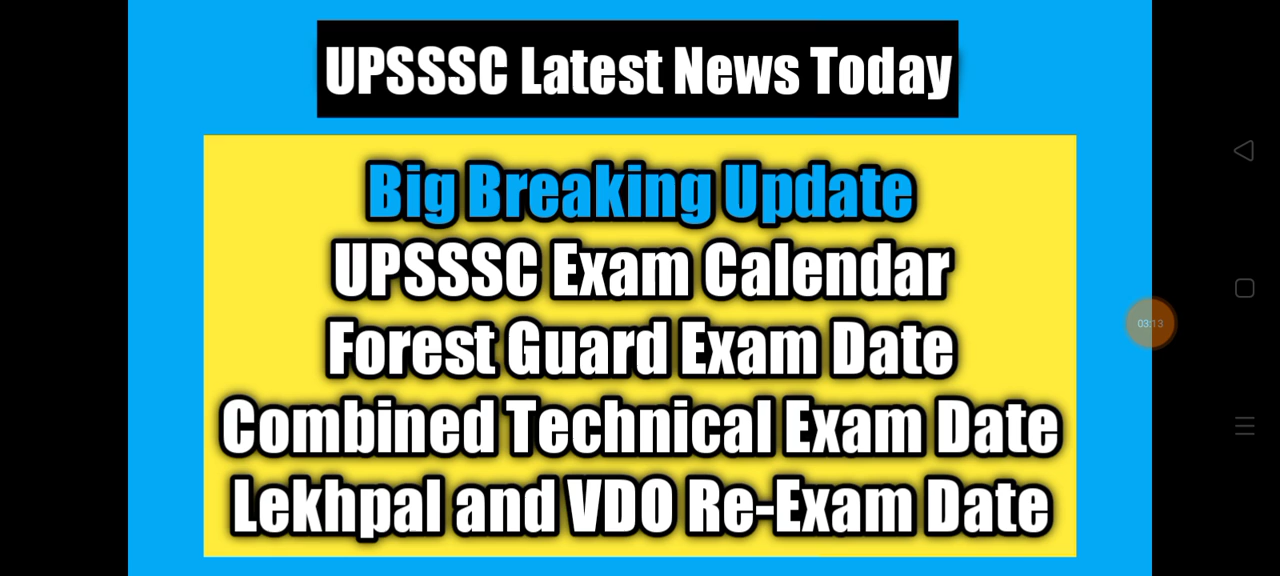 UPSSSC Latest News Today
Big Breaking Update
UPSSSC Exam Calendar
Forest Guard Exam Date
03:13
Combined Technical Exam Date
Lekhpal and VDO Re-Exam Date